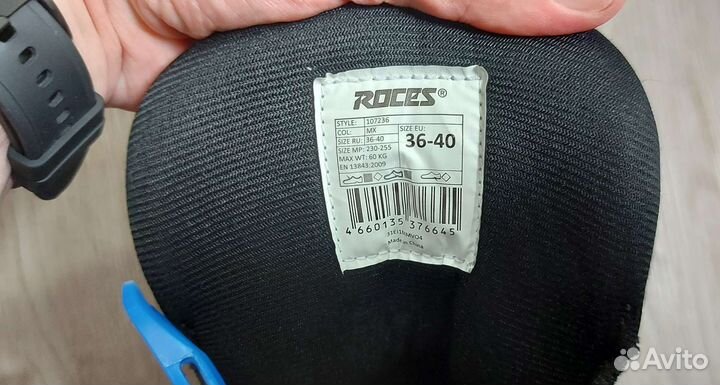 ROCES®
STYLE: 107236
COL: MX
SIZE RU: 36-40
SIZE MP: 230-255
MAX WT: 60 KG
EN 13843:2009
SIZE EU:
36-40
4 660135 376645
Made in China
Avito